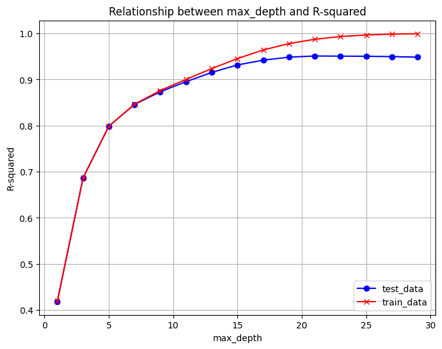 Relationship between max_depth and R-squared
1.0
0.9
0.8
0.7
0.6
0.5
0.4
R-squared
0
5
10
15
20
25
30
max_depth
test_data
train_data